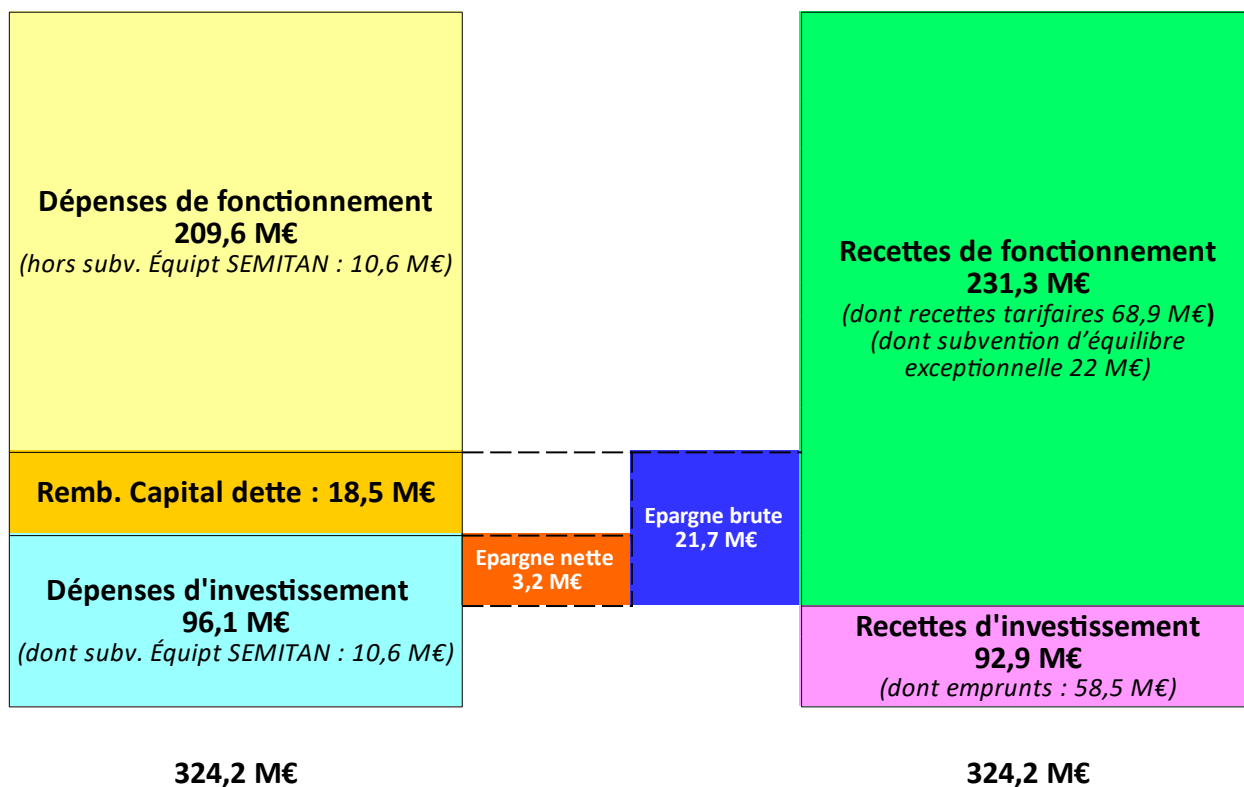 Dépenses de fonctionnement
209,6 M€
(hors subv. Équipt SEMITAN : 10,6 M€)
Remb. Capital dette : 18,5 M€
Dépenses d'investissement
96,1 M€
(dont subv. Équipt SEMITAN : 10,6 M€)
Epargne nette
3,2 M€
Epargne brute
21,7 M€
Recettes de fonctionnement
231,3 M€
(dont recettes tarifaires 68,9 M€)
(dont subvention d’équilibre
exceptionnelle 22 M€)
Recettes d'investissement
92,9 M€
(dont emprunts : 58,5 M€)
324,2 M€
324,2 M€